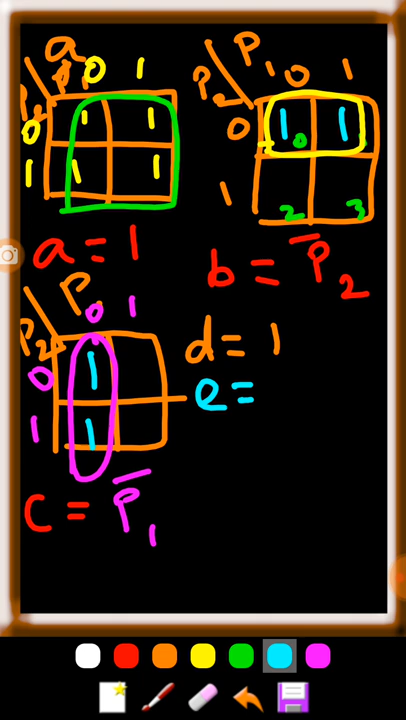 a P₁
P₂ 0 1
0 1 1
1 1 1
a = 1
P₁
P₂ 0 1
0 1 0 1
1 2 3
b = P̅₂
P
P₂ 0 1
0 1
1 1
c = P̅₁
d = 1
e =